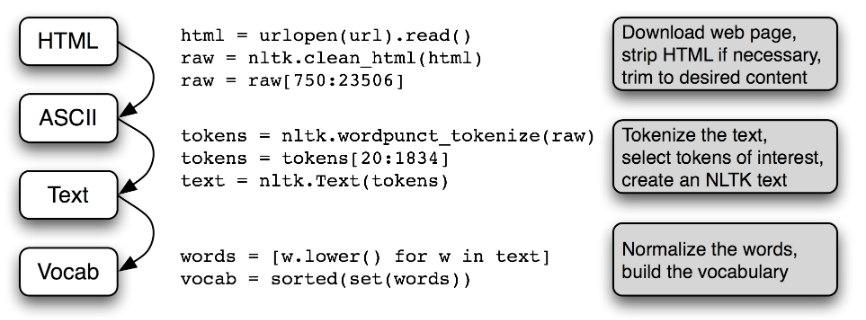 HTML
html = urlopen(url).read()
raw = nltk.clean_html(html)
raw = raw[750:23506]
Download web page,
strip HTML if necessary,
trim to desired content
ASCII
tokens = nltk.wordpunct_tokenize(raw)
tokens = tokens[20:1834]
text = nltk.Text(tokens)
Tokenize the text,
select tokens of interest,
create an NLTK text
Text
Vocab
words = [w.lower() for w in text]
vocab = sorted(set(words))
Normalize the words,
build the vocabulary